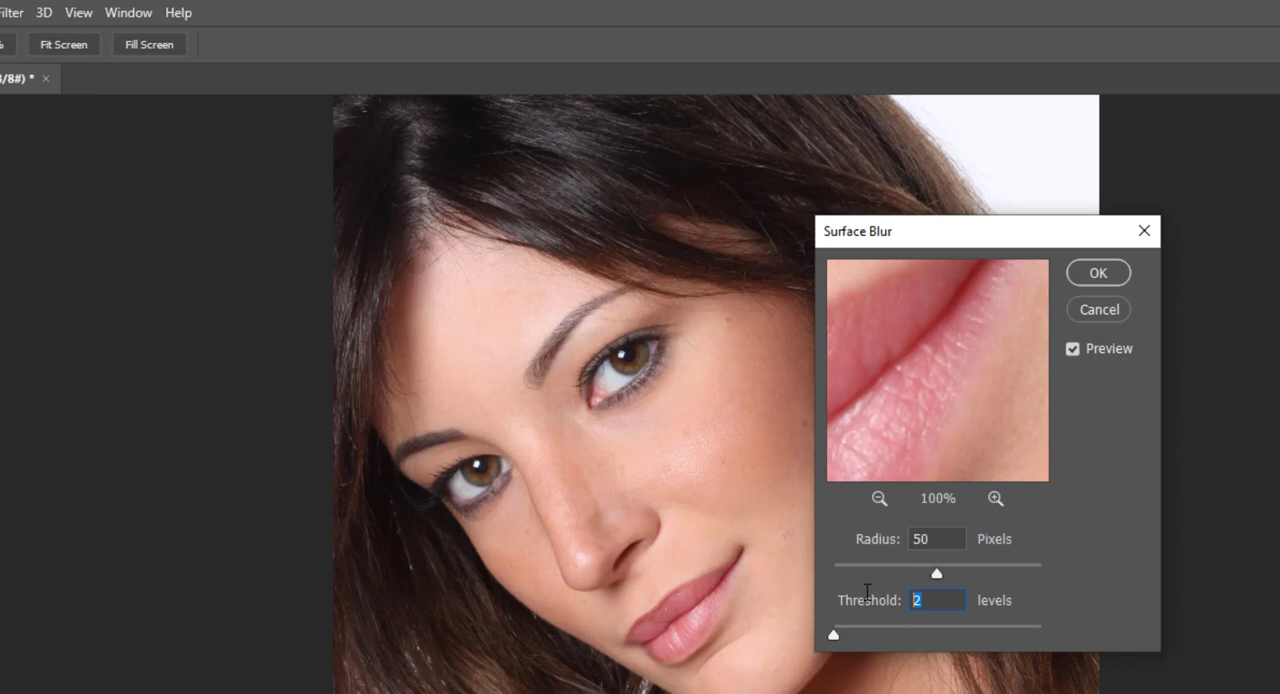 Filter 3D View Window Help
% Fit Screen Fill Screen
/8#) * ×
Surface Blur
OK
Cancel
Preview
100%
Radius: 50 Pixels
Threshold: 2 levels